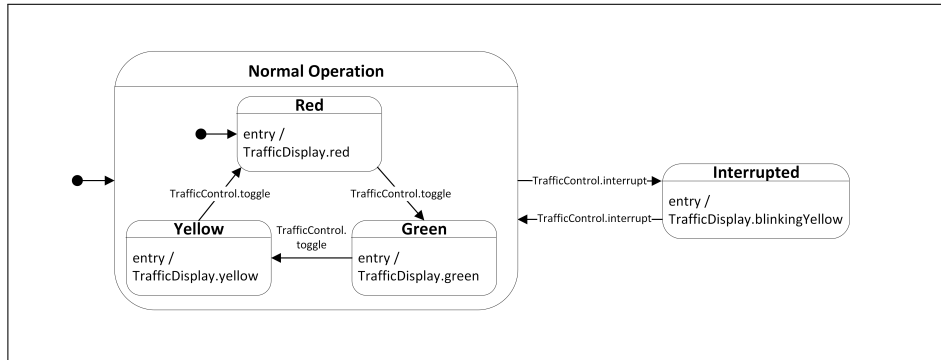 Normal Operation
Red
entry /
TrafficDisplay.red
TrafficControl.toggle
TrafficControl.toggle
Yellow
entry /
TrafficDisplay.yellow
TrafficControl.
toggle
Green
entry /
TrafficDisplay.green
TrafficControl.interrupt
TrafficControl.interrupt
Interrupted
entry /
TrafficDisplay.blinkingYellow